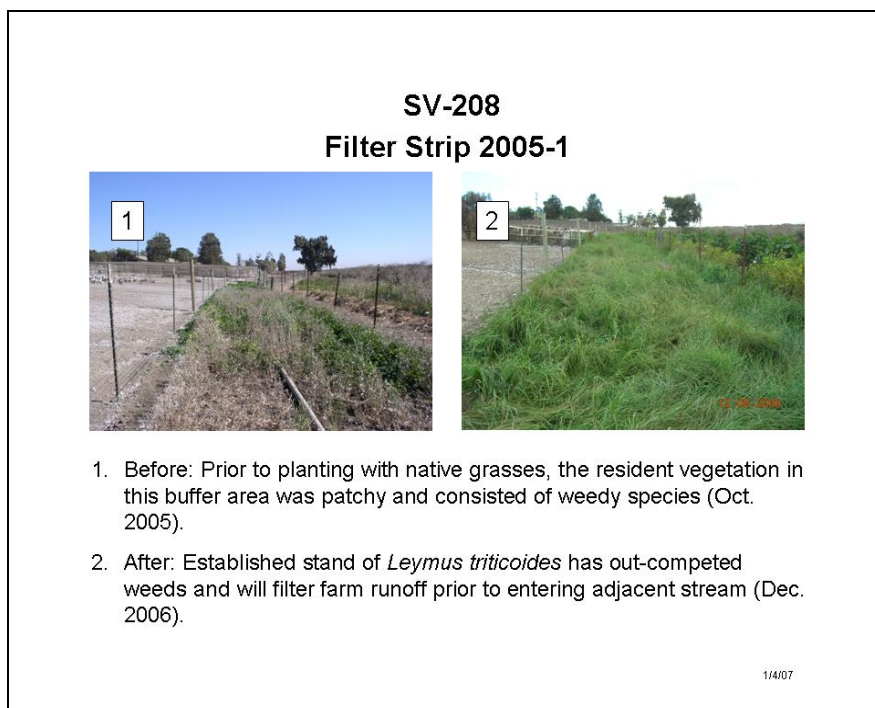 SV-208
Filter Strip 2005-1
1
2
1. Before: Prior to planting with native grasses, the resident vegetation in
this buffer area was patchy and consisted of weedy species (Oct.
2005).
2. After: Established stand of Leymus triticoides has out-competed
weeds and will filter farm runoff prior to entering adjacent stream (Dec.
2006).
1/4/07